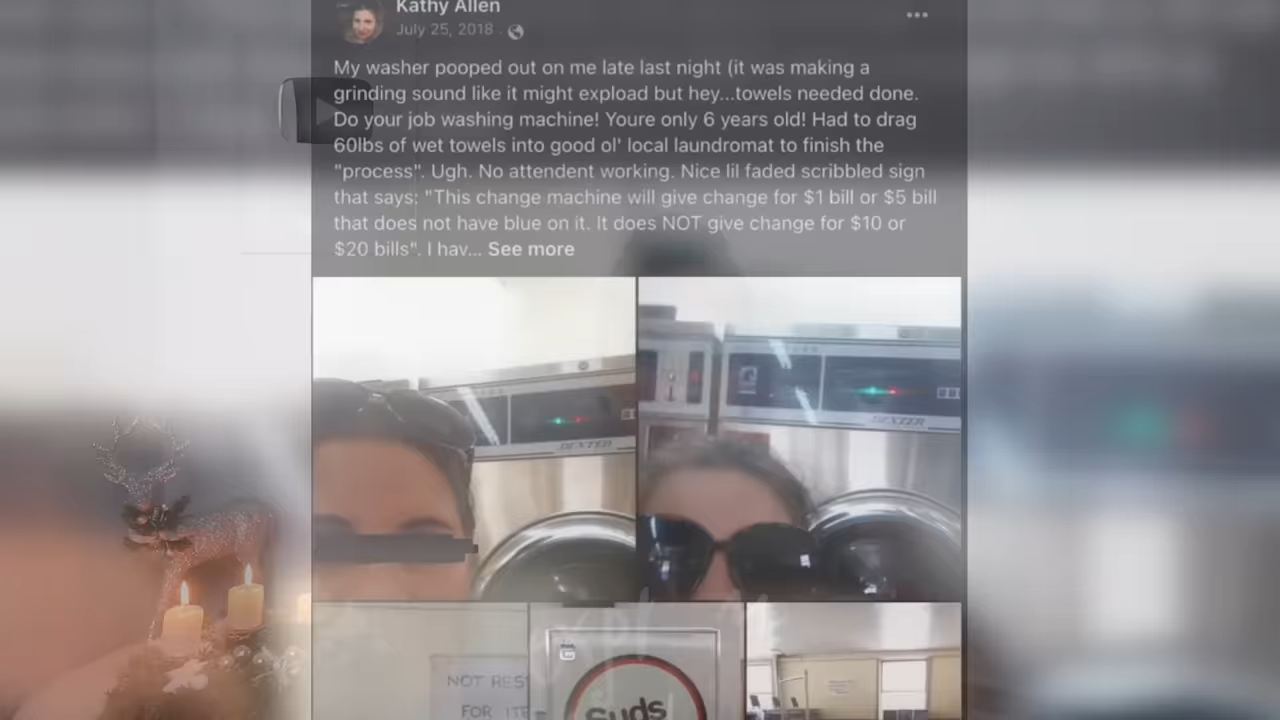 Kathy Allen
July 25, 2018
My washer pooped out on me late last night (it was making a
grinding sound like it might expload but hey...towels needed done.
Do your job washing machine! Youre only 6 years old! Had to drag
60lbs of wet towels into good ol' local laundromat to finish the
"process". Ugh. No attendent working. Nice lil faded scribbled sign
that says: "This change machine will give change for $1 bill or $5 bill
that does not have blue on it. It does NOT give change for $10 or
$20 bills". I hav... See more
DEXTER
DEXTER
NOT RES
FOR ITE
Suds